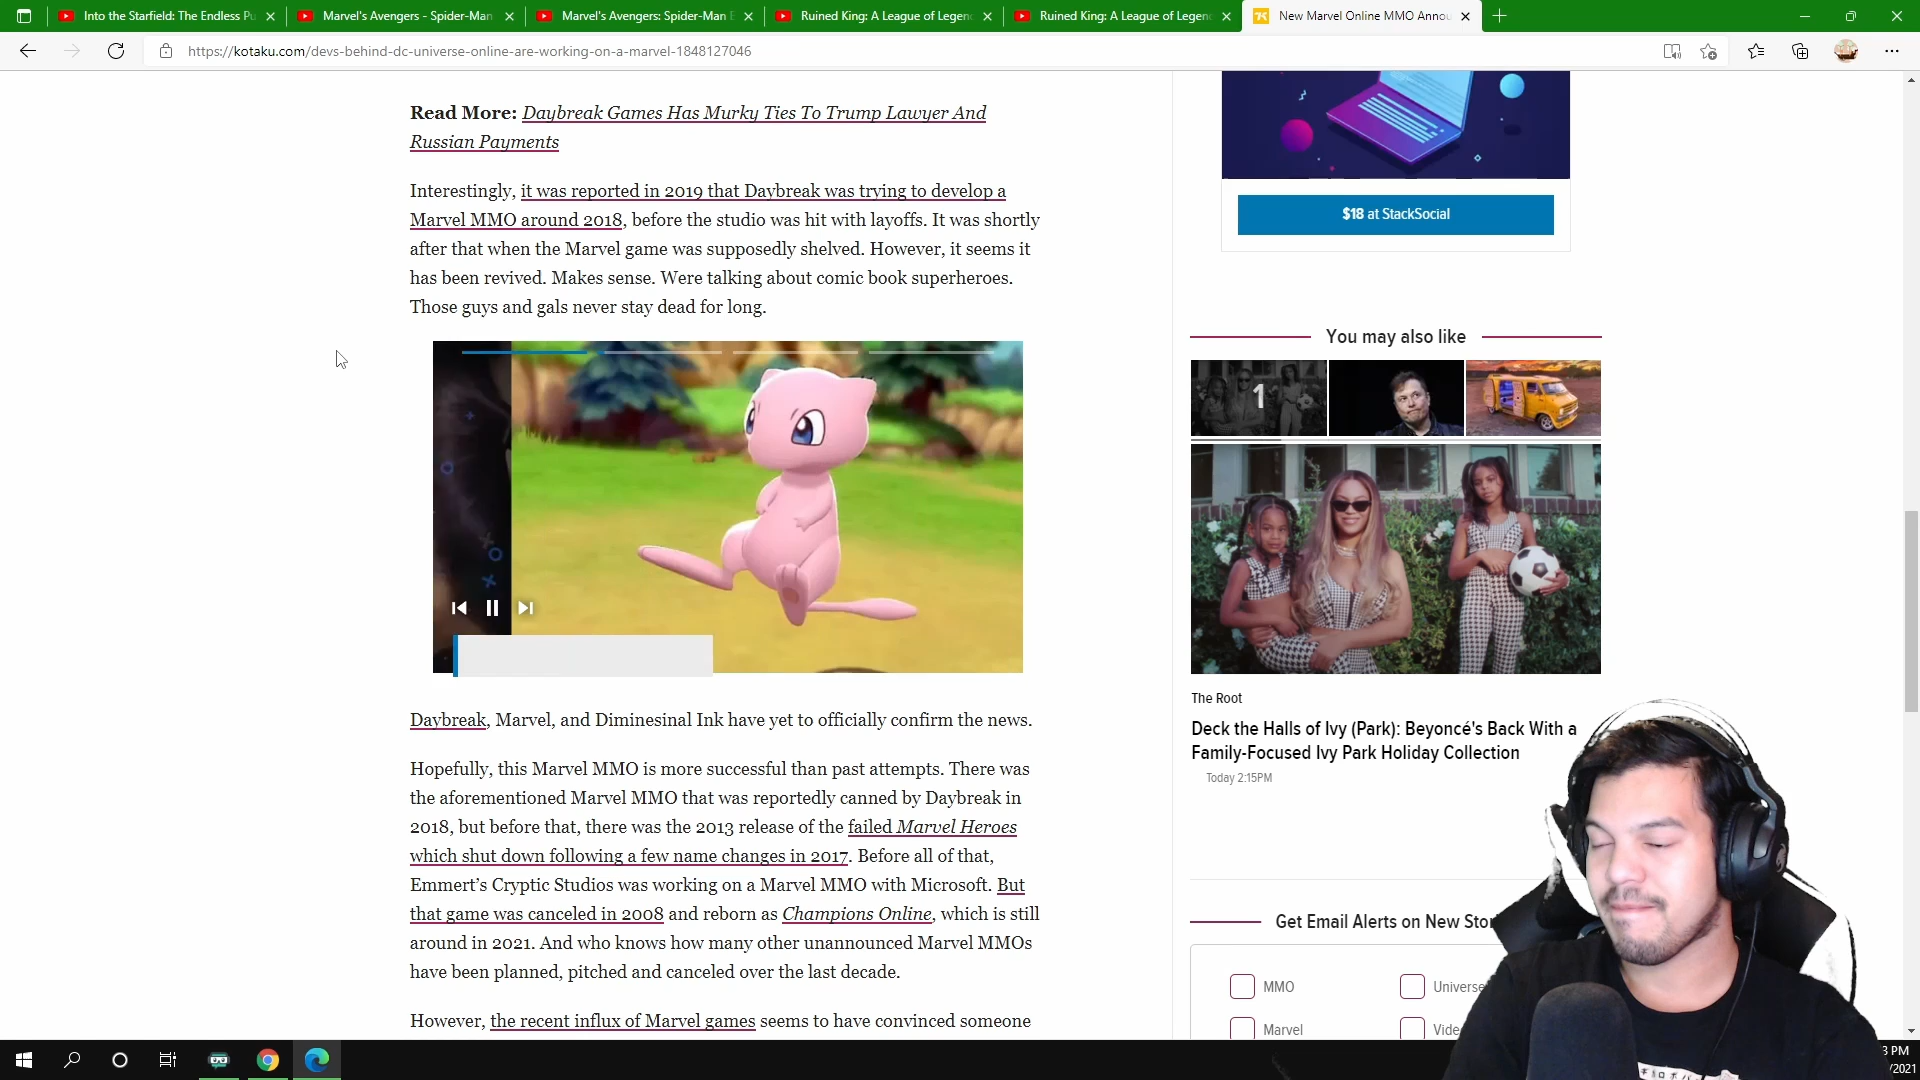 Into the Starfield: The Endless Pu
Marvel's Avengers - Spider-Man
Marvel's Avengers: Spider-Man E
Ruined King: A League of Legen
Ruined King: A League of Legen
New Marvel Online MMO Annou
https://kotaku.com/devs-behind-dc-universe-online-are-working-on-a-marvel-1848127046
Read More: Daybreak Games Has Murky Ties To Trump Lawyer And
Russian Payments
Interestingly, it was reported in 2019 that Daybreak was trying to develop a
Marvel MMO around 2018, before the studio was hit with layoffs. It was shortly
after that when the Marvel game was supposedly shelved. However, it seems it
has been revived. Makes sense. Were talking about comic book superheroes.
Those guys and gals never stay dead for long.
Daybreak, Marvel, and Diminesinal Ink have yet to officially confirm the news.
Hopefully, this Marvel MMO is more successful than past attempts. There was
the aforementioned Marvel MMO that was reportedly canned by Daybreak in
2018, but before that, there was the 2013 release of the failed Marvel Heroes
which shut down following a few name changes in 2017. Before all of that,
Emmert's Cryptic Studios was working on a Marvel MMO with Microsoft. But
that game was canceled in 2008 and reborn as Champions Online, which is still
around in 2021. And who knows how many other unannounced Marvel MMOs
have been planned, pitched and canceled over the last decade.
However, the recent influx of Marvel games seems to have convinced someone
$18 at StackSocial
You may also like
1
The Root
Deck the Halls of Ivy (Park): Beyoncé's Back With a
Family-Focused Ivy Park Holiday Collection
Today 2:15PM
Get Email Alerts on New Stor
MMO
Universe
Marvel
Vide
3 PM
/2021